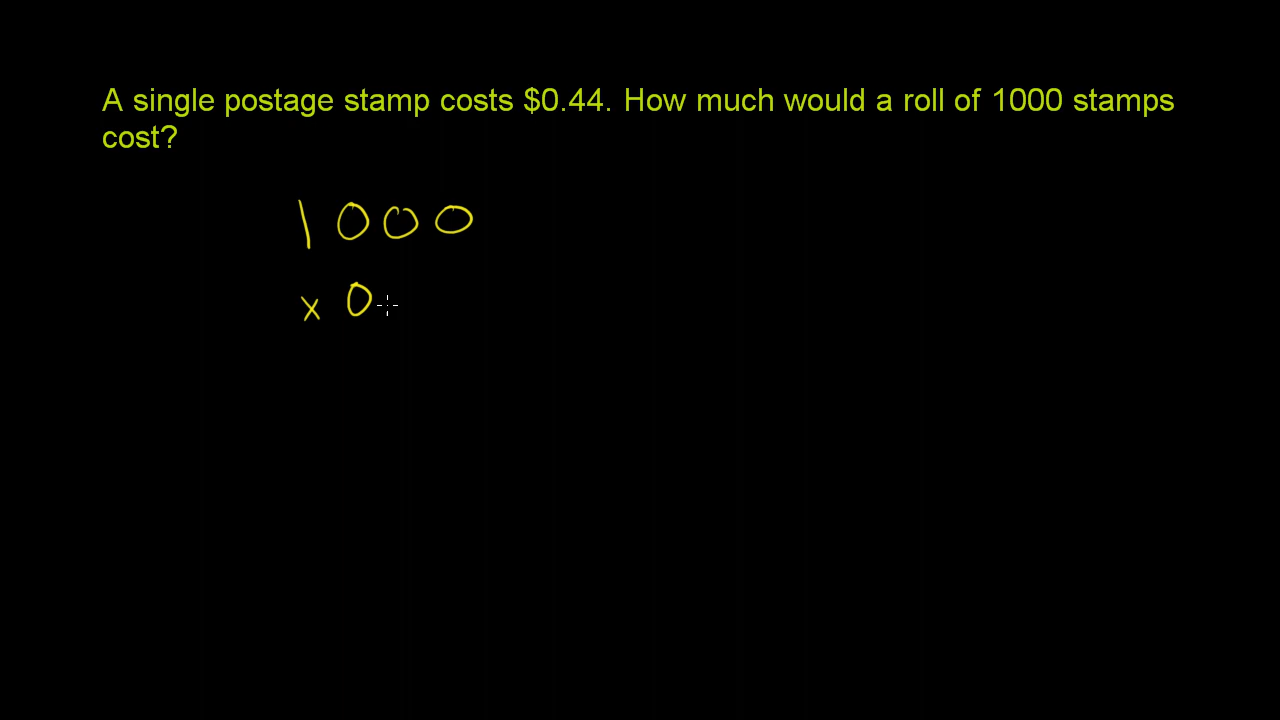 A single postage stamp costs $0.44. How much would a roll of 1000 stamps
cost?
1000
x 0